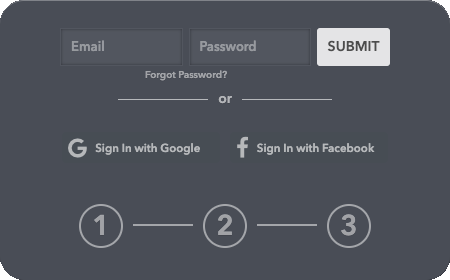 Email Password SUBMIT
Forgot Password?
or
Sign In with Google Sign In with Facebook
1 2 3